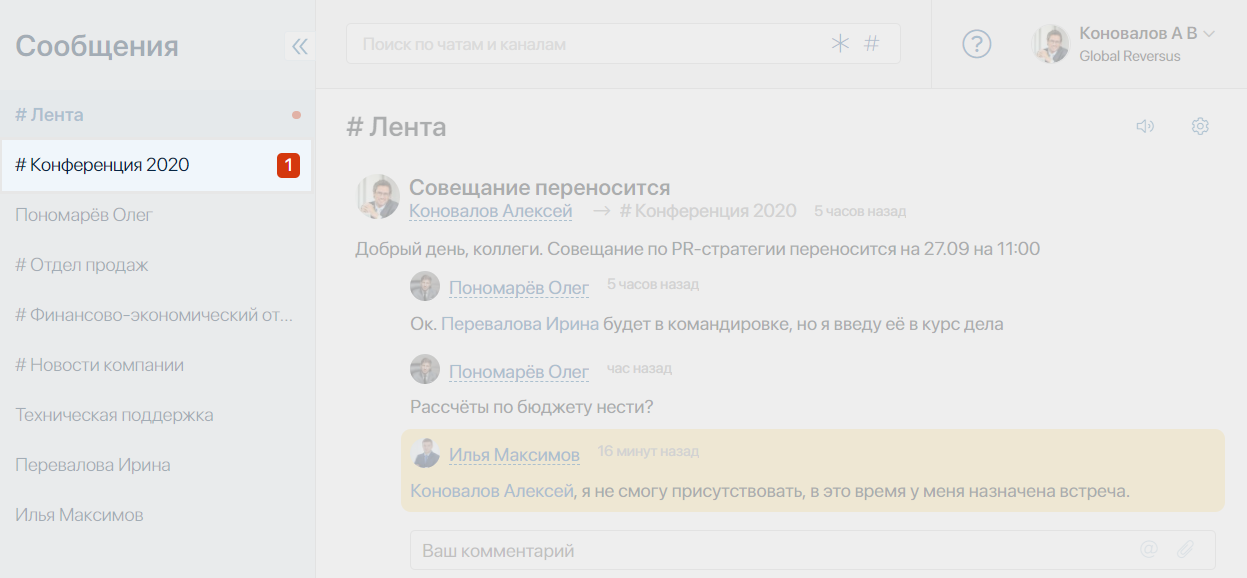 Сообщения
Поиск по чатам и каналам
#
?
Коновалов А В
Global Reversus
# Лента
# Конференция 2020
1
Пономарёв Олег
# Отдел продаж
# Финансово-экономический от...
# Новости компании
Техническая поддержка
Перевалова Ирина
Илья Максимов
# Лента
Совещание переносится
Коновалов Алексей → # Конференция 2020 5 часов назад
Добрый день, коллеги. Совещание по PR-стратегии переносится на 27.09 на 11:00
Пономарёв Олег 5 часов назад
Ок. Перевалова Ирина будет в командировке, но я введу её в курс дела
Пономарёв Олег час назад
Рассчёты по бюджету нести?
Илья Максимов 16 минут назад
Коновалов Алексей, я не смогу присутствовать, в это время у меня назначена встреча.
Ваш комментарий
@